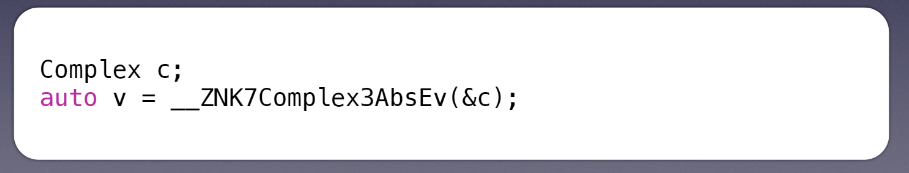 Complex c;
auto v = __ZNK7Complex3AbsEv(&c);